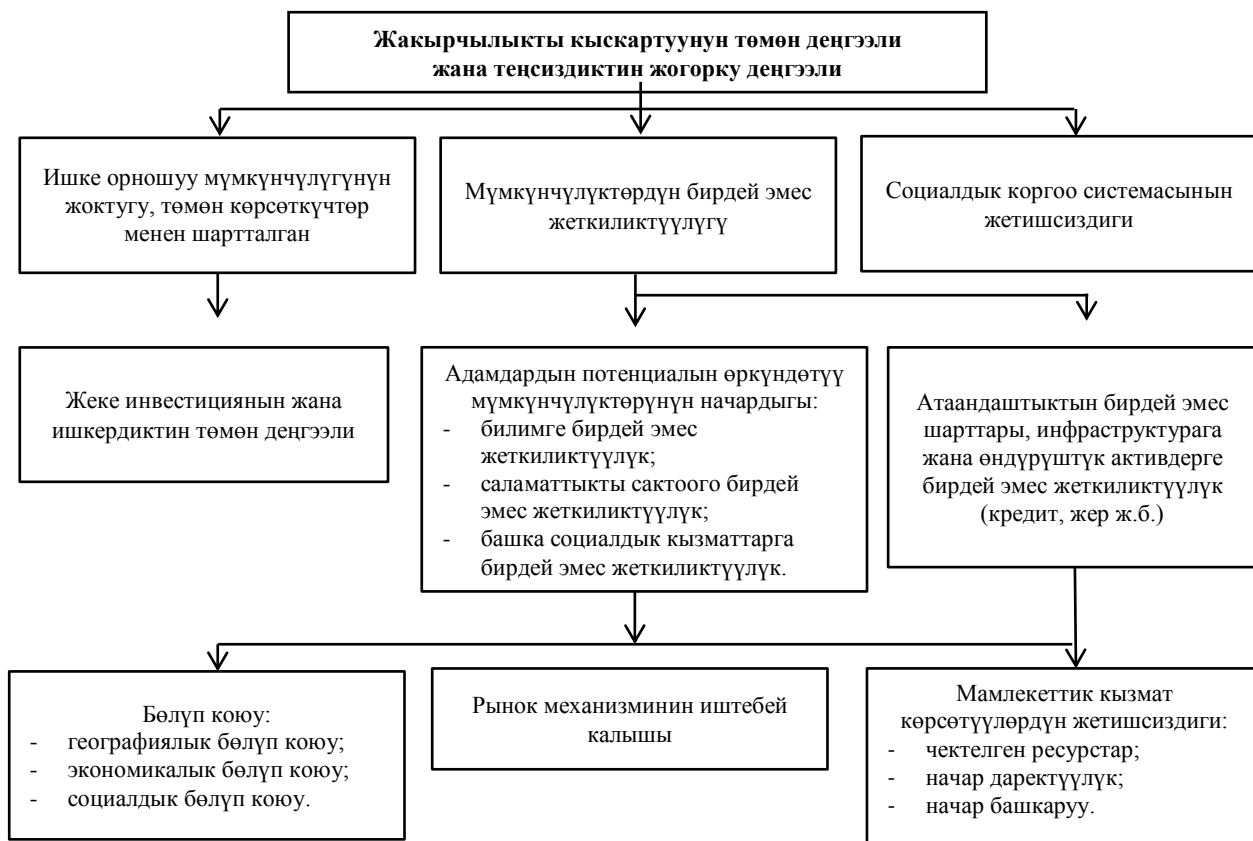 Жакырчылыкты кыскартуунун төмөн деңгээли
жана теңсиздиктин жогорку деңгээли
Ишке орношуу мүмкүнчүлүгүнүн
жоктугу, төмөн көрсөткүчтөр
менен шартталган
Мүмкүнчүлүктөрдүн бирдей эмес
жеткиликтүүлүгү
Социалдык коргоо системасынын
жетишсиздиги
Жеке инвестициянын жана
ишкердиктин төмөн деңгээли
Адамдардын потенциалын өркүндөтүү
мүмкүнчүлүктөрүнүн начардыгы:
- билимге бирдей эмес
жеткиликтүүлүк;
- саламаттыкты сактоого бирдей
эмес жеткиликтүүлүк;
- башка социалдык кызматтарга
бирдей эмес жеткиликтүүлүк.
Атаандаштыктын бирдей эмес
шарттары, инфраструктурага
жана өндүрүштүк активдерге
бирдей эмес жеткиликтүүлүк
(кредит, жер ж.б.)
Бөлүп коюу:
- географиялык бөлүп коюу;
- экономикалык бөлүп коюу;
- социалдык бөлүп коюу.
Рынок механизминин иштебей
калышы
Мамлекеттик кызмат
көрсөтүүлөрдүн жетишсиздиги:
- чектелген ресурстар;
- начар даректүүлүк;
- начар башкаруу.